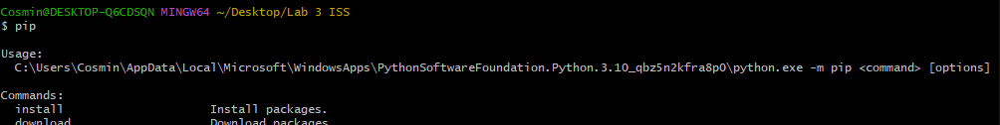 Cosmin@DESKTOP-Q6CDSQN MINGW64 ~/Desktop/Lab 3 ISS
$ pip
Usage:
C:\Users\Cosmin\AppData\Local\Microsoft\WindowsApps\PythonSoftwareFoundation.Python.3.10_qbz5n2kfra8p0\python.exe -m pip <command> [options]
Commands:
install Install packages.
download Download packages.